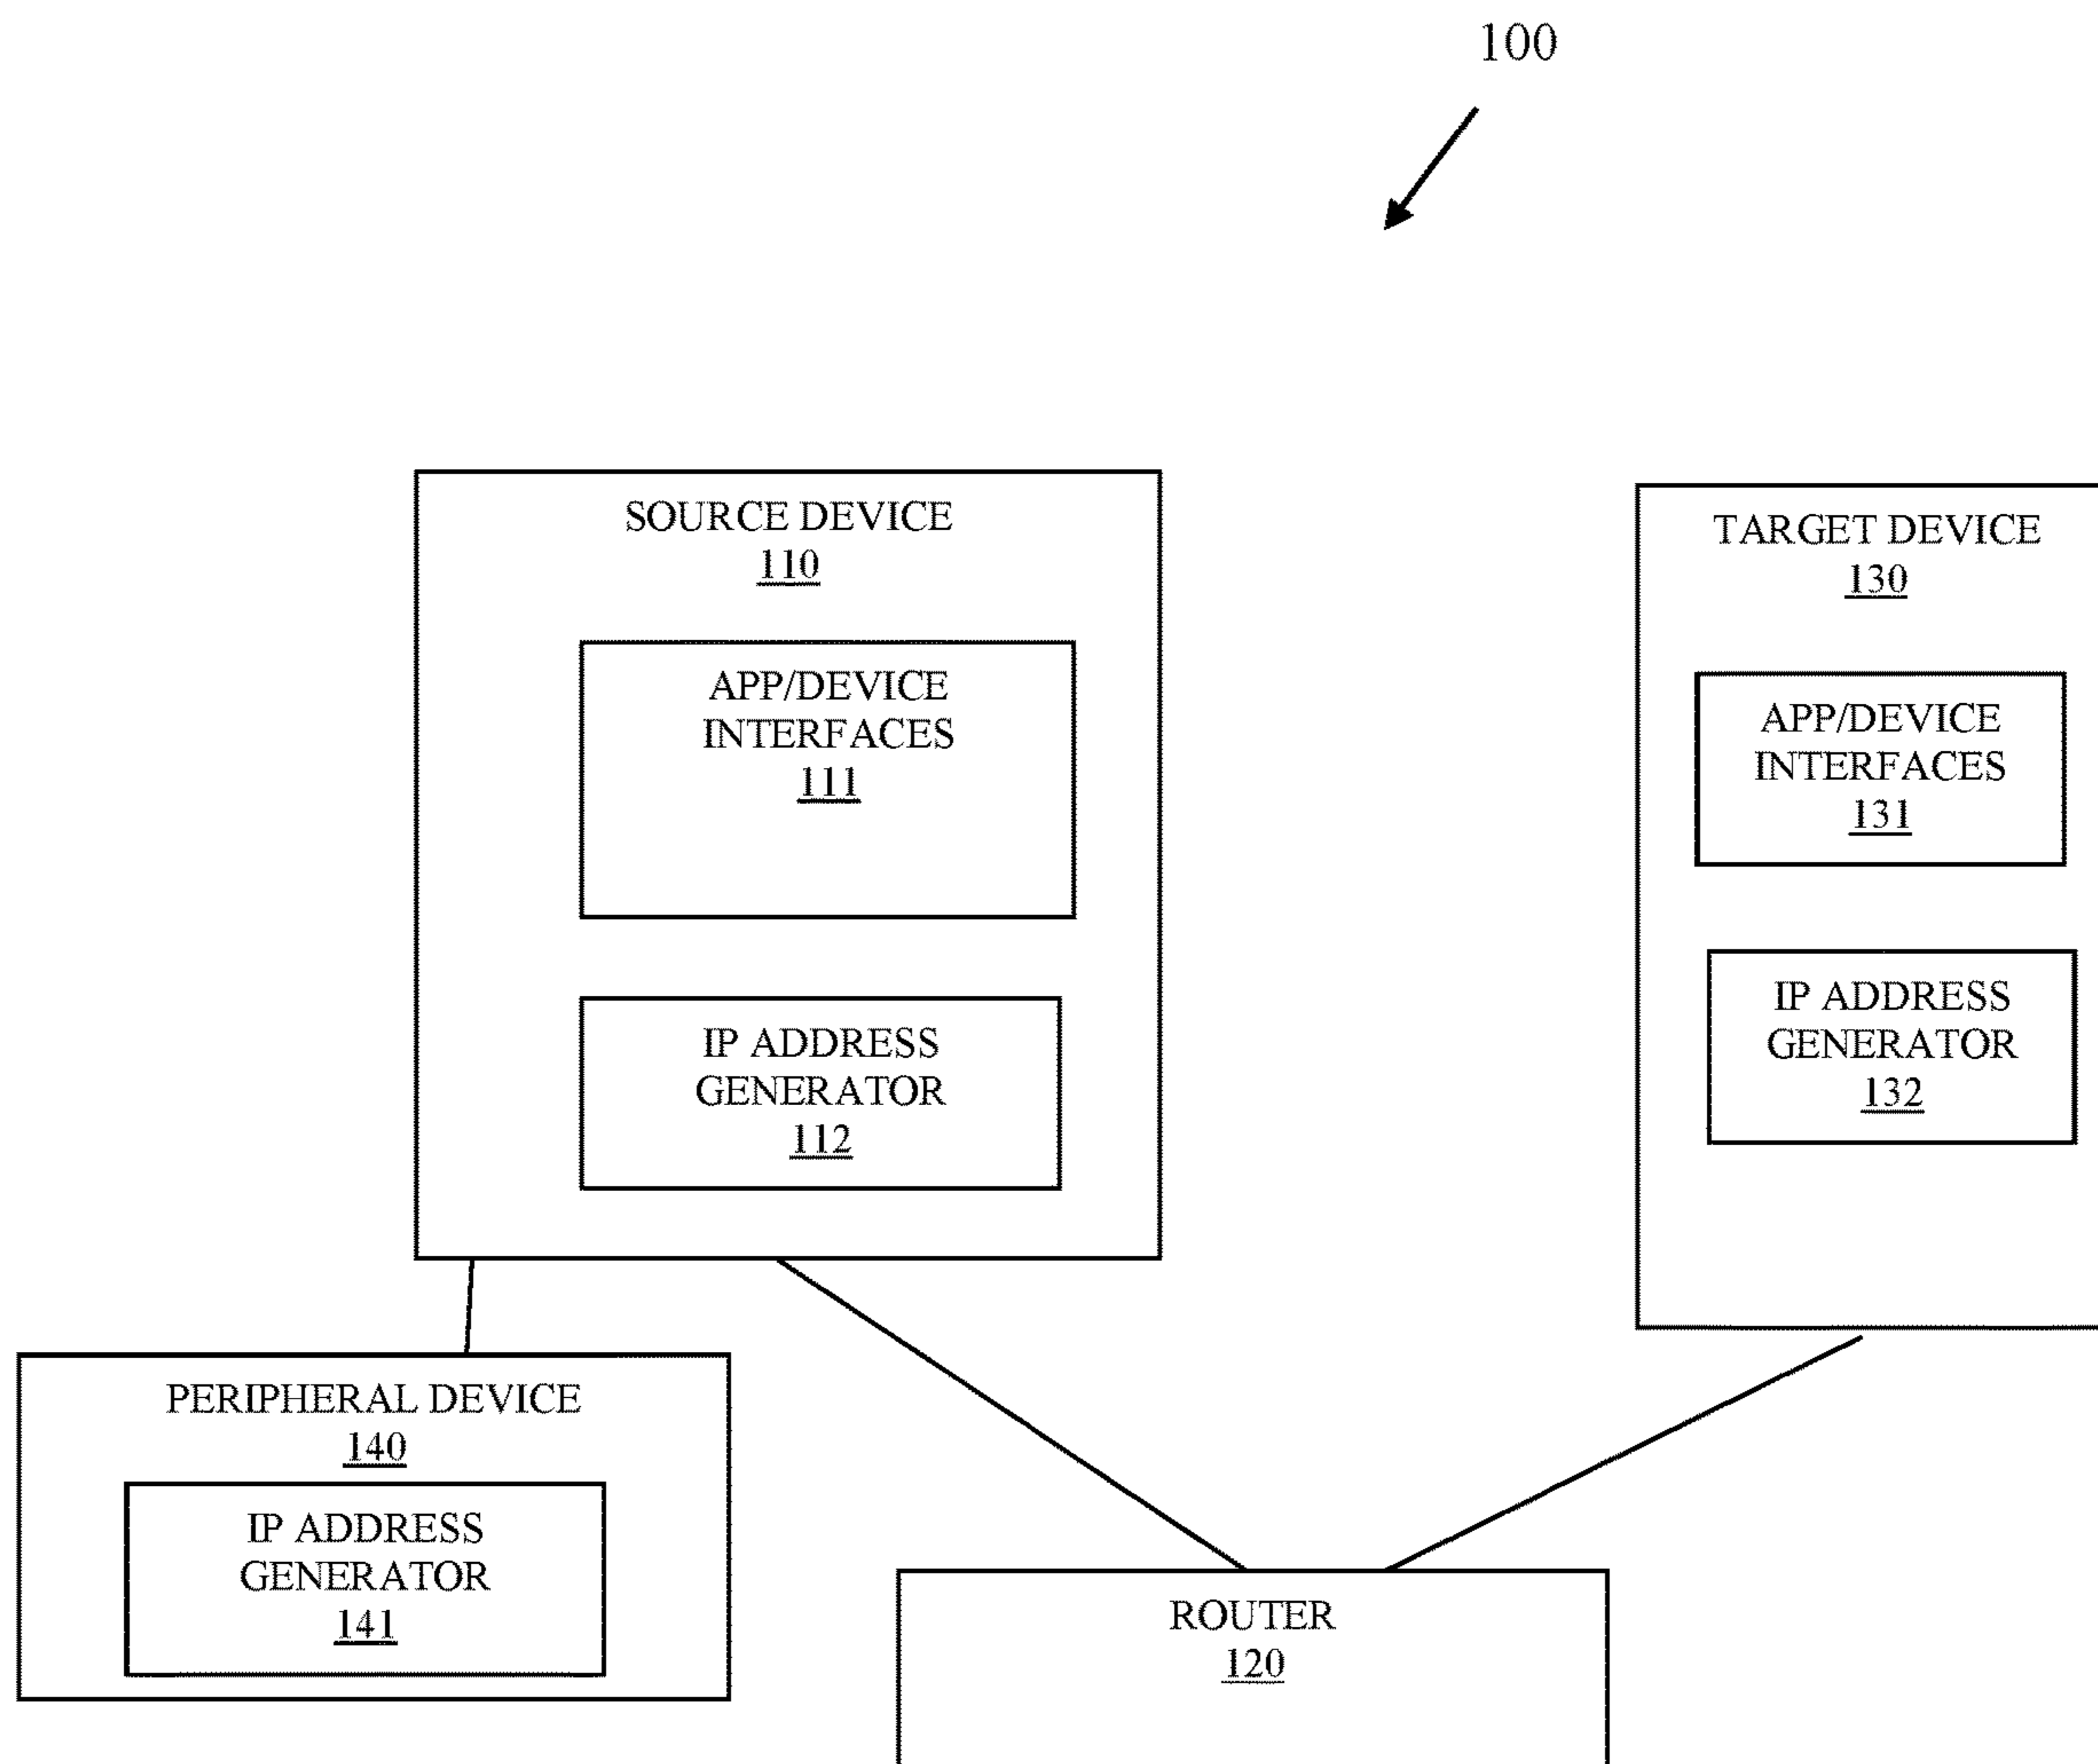 100
SOURCE DEVICE
110
APP/DEVICE
INTERFACES
111
IP ADDRESS
GENERATOR
112
TARGET DEVICE
130
APP/DEVICE
INTERFACES
131
IP ADDRESS
GENERATOR
132
PERIPHERAL DEVICE
140
IP ADDRESS
GENERATOR
141
ROUTER
120